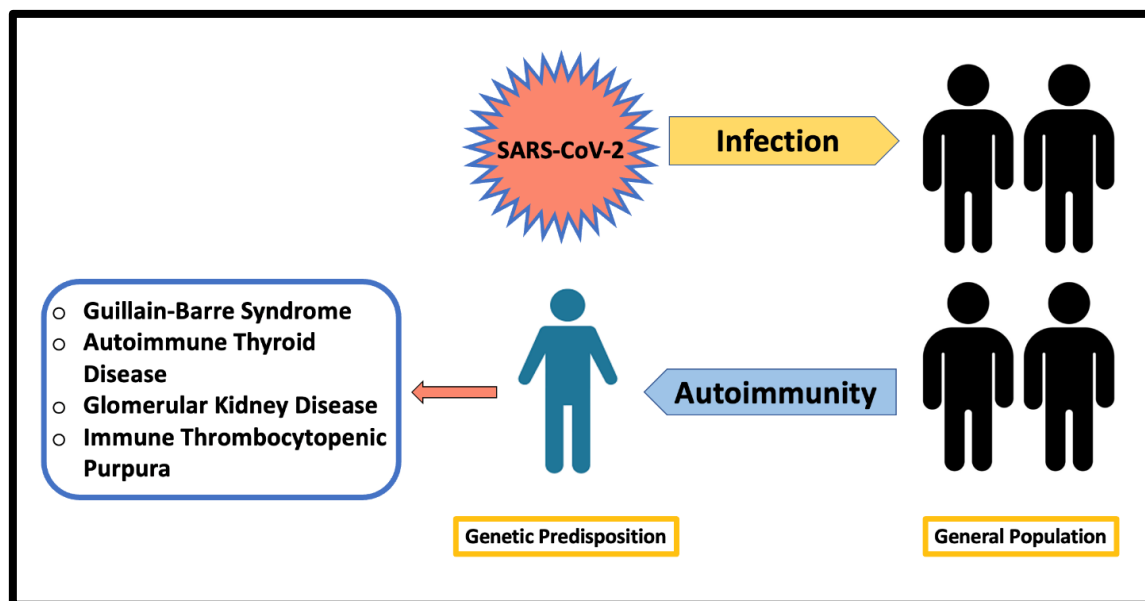 SARS-CoV-2
Infection
○ Guillain-Barre Syndrome
○ Autoimmune Thyroid
Disease
○ Glomerular Kidney Disease
○ Immune Thrombocytopenic
Purpura
Autoimmunity
Genetic Predisposition
General Population